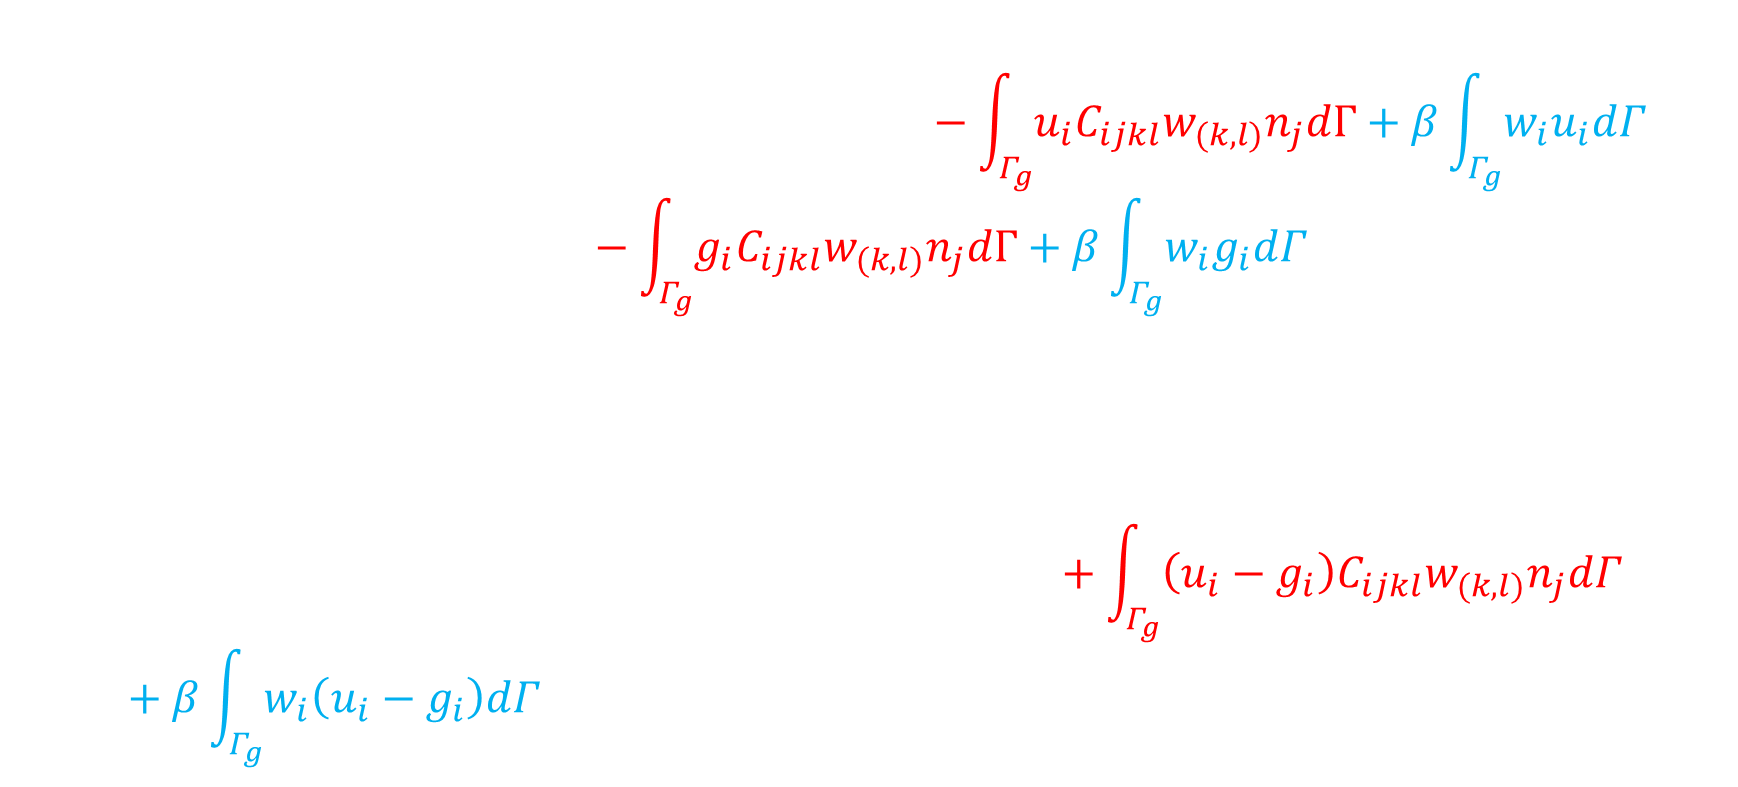 − ∫_{Γ_g} u_i C_{ijkl} w_{(k,l)} n_j dΓ + β ∫_{Γ_g} w_i u_i dΓ
− ∫_{Γ_g} g_i C_{ijkl} w_{(k,l)} n_j dΓ + β ∫_{Γ_g} w_i g_i dΓ
+ ∫_{Γ_g} (u_i − g_i) C_{ijkl} w_{(k,l)} n_j dΓ
+ β ∫_{Γ_g} w_i (u_i − g_i) dΓ